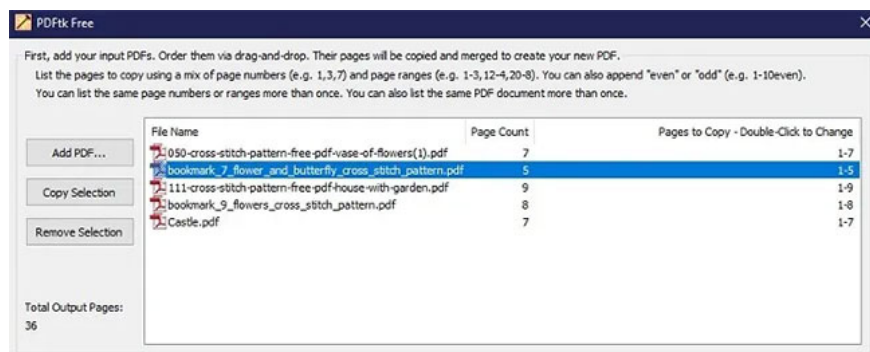 PDFtk Free
First, add your input PDFs. Order them via drag-and-drop. Their pages will be copied and merged to create your new PDF.
List the pages to copy using a mix of page numbers (e.g. 1,3,7) and page ranges (e.g. 1-3,12-4,20-8). You can also append "even" or "odd" (e.g. 1-10even).
You can list the same page numbers or ranges more than once. You can also list the same PDF document more than once.
Add PDF...
Copy Selection
Remove Selection
Total Output Pages:
36
File Name Page Count Pages to Copy - Double-Click to Change
050-cross-stitch-pattern-free-pdf-vase-of-flowers(1).pdf 7 1-7
bookmark_7_flower_and_butterfly_cross_stitch_pattern.pdf 5 1-5
111-cross-stitch-pattern-free-pdf-house-with-garden.pdf 9 1-9
bookmark_9_flowers_cross_stitch_pattern.pdf 8 1-8
Castle.pdf 7 1-7